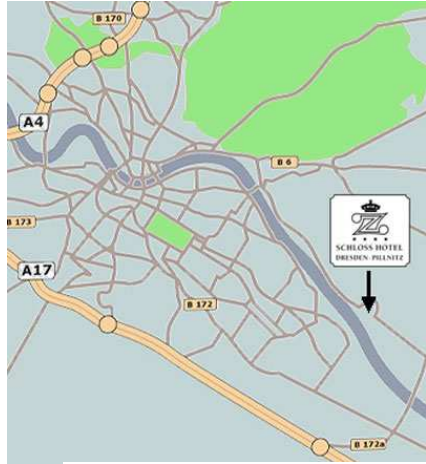 B 170
A4
B 6
B 173
SCHLOSS HOTEL
DRESDEN · PILLNITZ
A17
B 172
B 172a